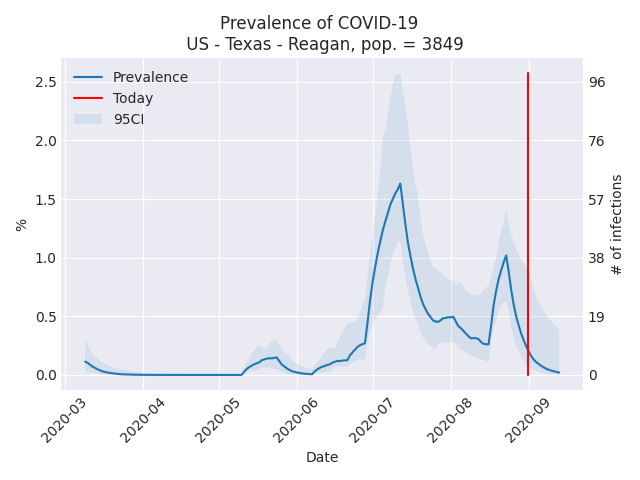 Prevalence of COVID-19
US - Texas - Reagan, pop. = 3849
Prevalence
Today
95CI
2.5
2.0
1.5
1.0
0.5
0.0
%
96
76
57
38
19
0
# of infections
2020-03
2020-04
2020-05
2020-06
2020-07
2020-08
2020-09
Date